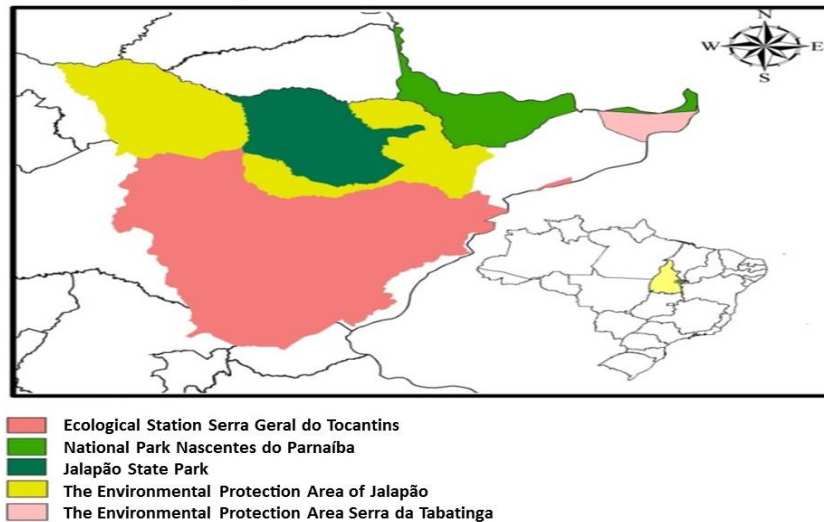 N
W E
S
Ecological Station Serra Geral do Tocantins
National Park Nascentes do Parnaíba
Jalapão State Park
The Environmental Protection Area of Jalapão
The Environmental Protection Area Serra da Tabatinga